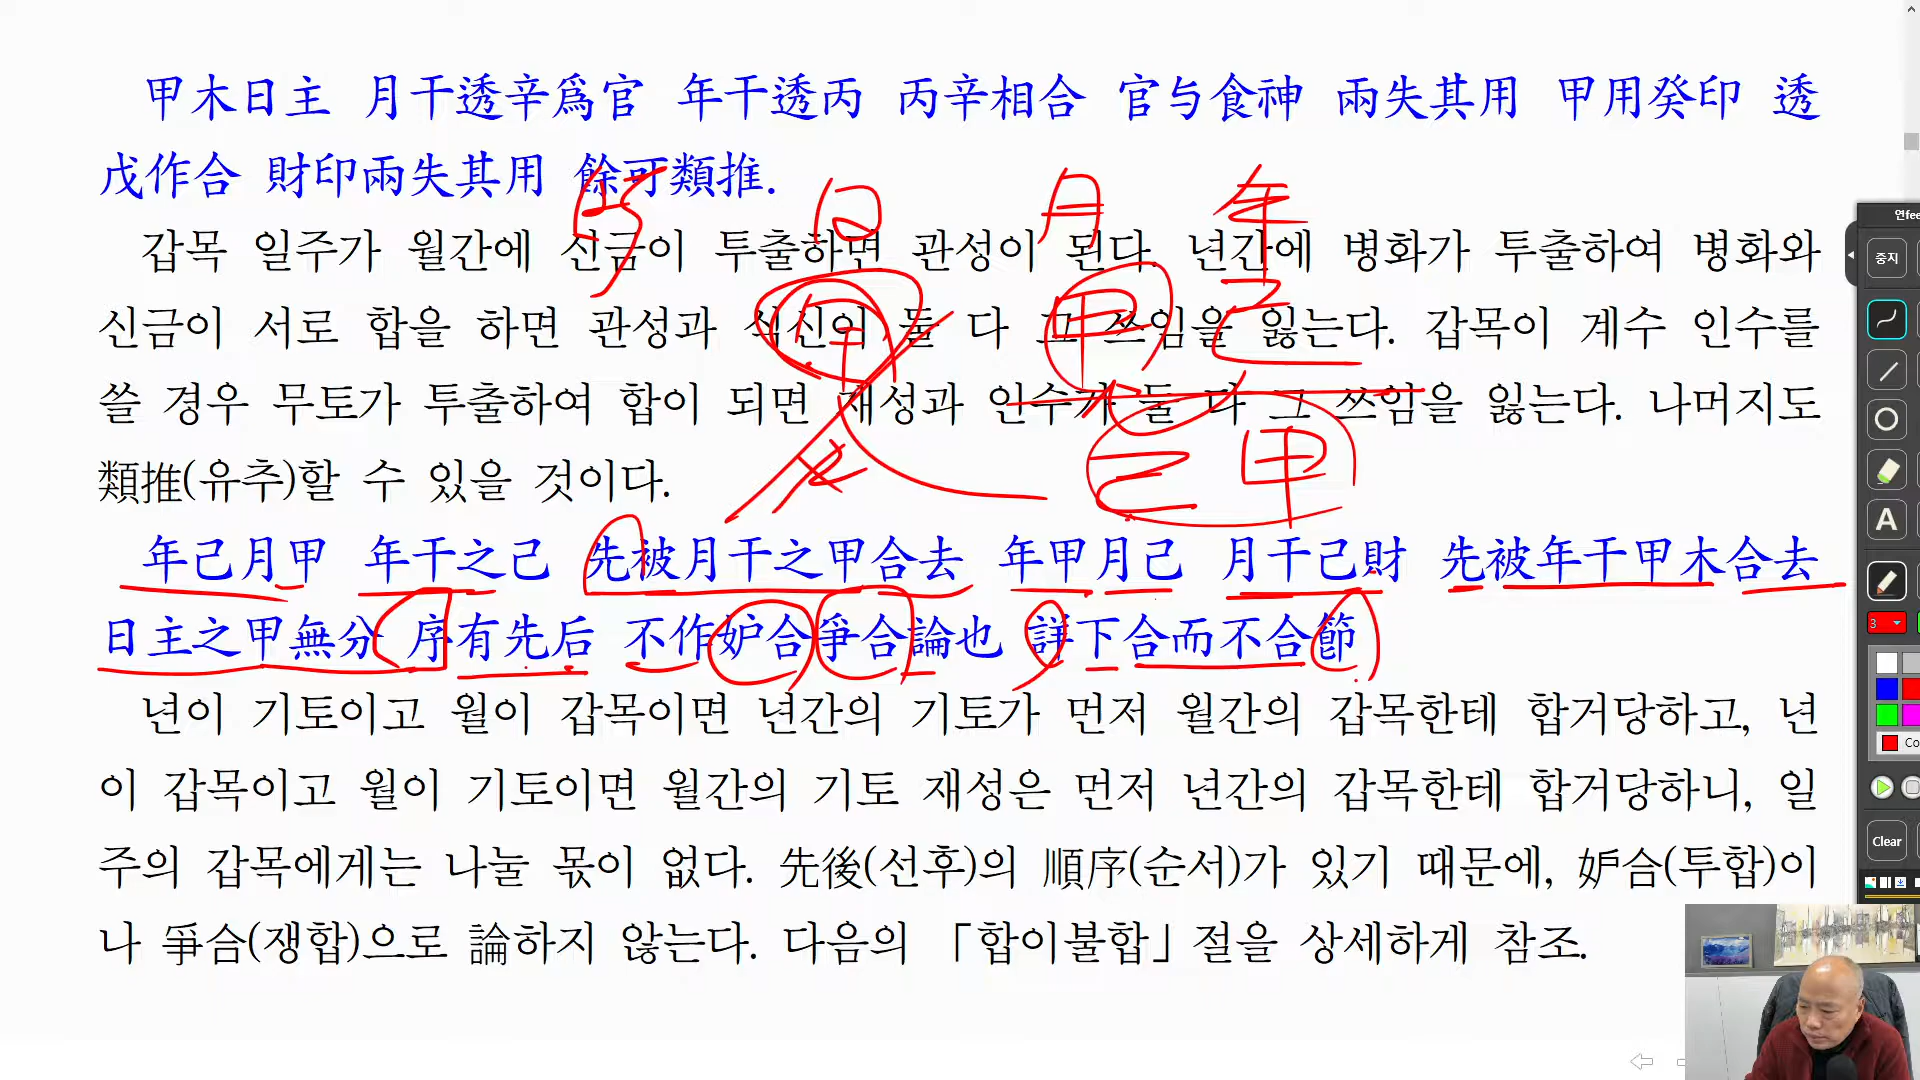 甲木日主 月干透辛爲官 年干透丙 丙辛相合 官与食神 兩失其用 甲用癸印 透
戊作合 財印兩失其用 餘可類推.
時 日 月 年
갑목 일주가 월간에 신금이 투출하면 관성이 된다. 년간에 병화가 투출하여 병화와
신금이 서로 합을 하면 관성과 식신이 둘 다 그 쓰임을 잃는다. 갑목이 계수 인수를
甲 甲 己
쓸 경우 무토가 투출하여 합이 되면 재성과 인수가 둘 다 그 쓰임을 잃는다. 나머지도
己 甲
類推(유추)할 수 있을 것이다.
年己月甲 年干之己 先被月干之甲合去 年甲月己 月干己財 先被年干甲木合去
日主之甲無分 序有先后 不作妒合爭合論也 詳下合而不合節
년이 기토이고 월이 갑목이면 년간의 기토가 먼저 월간의 갑목한테 합거당하고, 년
이 갑목이고 월이 기토이면 월간의 기토 재성은 먼저 년간의 갑목한테 합거당하니, 일
주의 갑목에게는 나눌 몫이 없다. 先後(선후)의 順序(순서)가 있기 때문에, 妒合(투합)이
나 爭合(쟁합)으로 論하지 않는다. 다음의 「합이불합」절을 상세하게 참조.
연fee
중지
A
3
Co
Clear